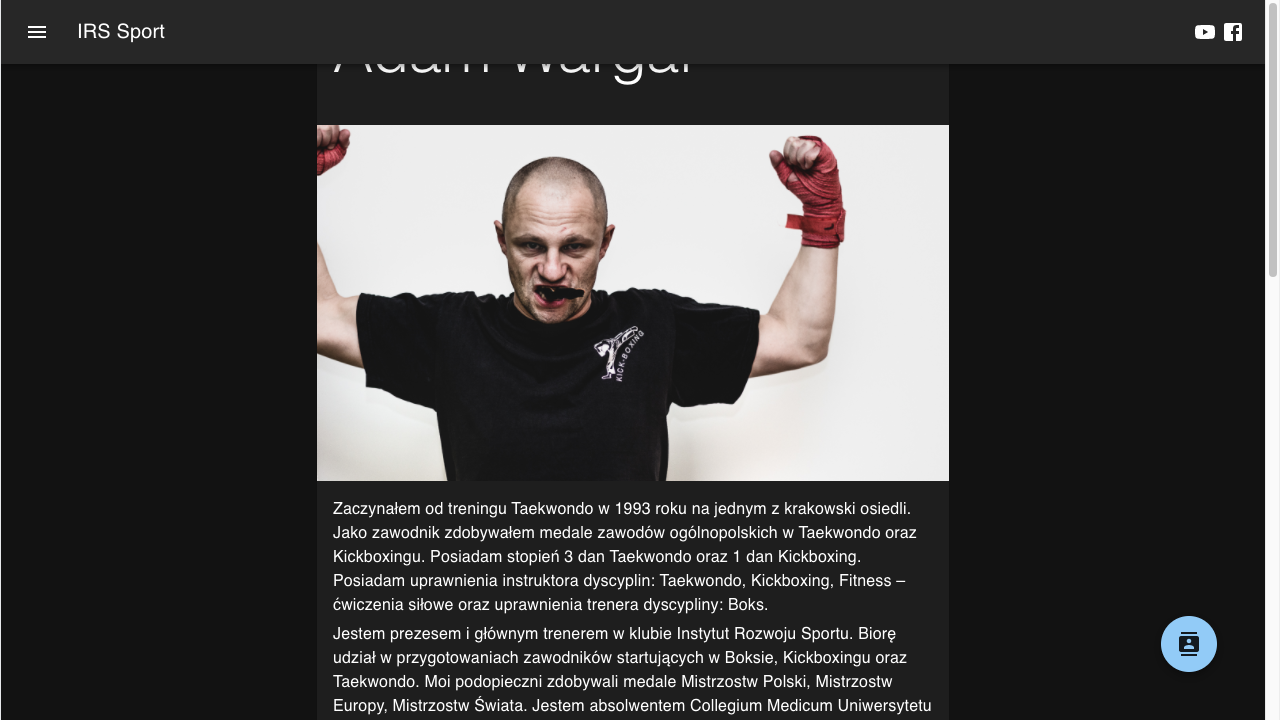 IRS Sport
Adam Wargal
KICK-BOXING
Zaczynałem od treningu Taekwondo w 1993 roku na jednym z krakowski osiedli.
Jako zawodnik zdobywałem medale zawodów ogólnopolskich w Taekwondo oraz
Kickboxingu. Posiadam stopień 3 dan Taekwondo oraz 1 dan Kickboxing.
Posiadam uprawnienia instruktora dyscyplin: Taekwondo, Kickboxing, Fitness –
ćwiczenia siłowe oraz uprawnienia trenera dyscypliny: Boks.
Jestem prezesem i głównym trenerem w klubie Instytut Rozwoju Sportu. Biorę
udział w przygotowaniach zawodników startujących w Boksie, Kickboxingu oraz
Taekwondo. Moi podopieczni zdobywali medale Mistrzostw Polski, Mistrzostw
Europy, Mistrzostw Świata. Jestem absolwentem Collegium Medicum Uniwersytetu